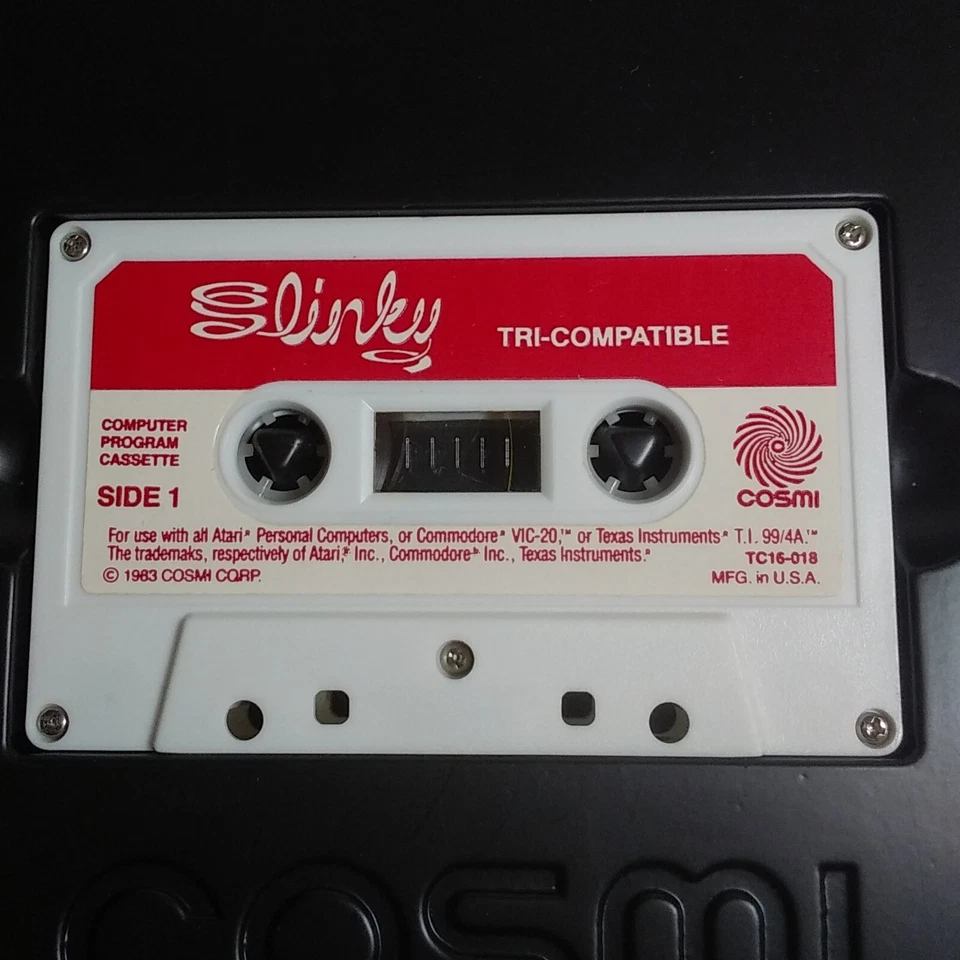 Slinky
TRI-COMPATIBLE
COMPUTER
PROGRAM
CASSETTE
SIDE 1
COSMI
For use with all Atari® Personal Computers, or Commodore® VIC-20,™ or Texas Instruments® T.I. 99/4A.™
The trademaks, respectively of Atari,® Inc., Commodore® Inc., Texas Instruments.®
TC16-018
© 1983 COSMI CORP.
MFG. in U.S.A.
COSMI